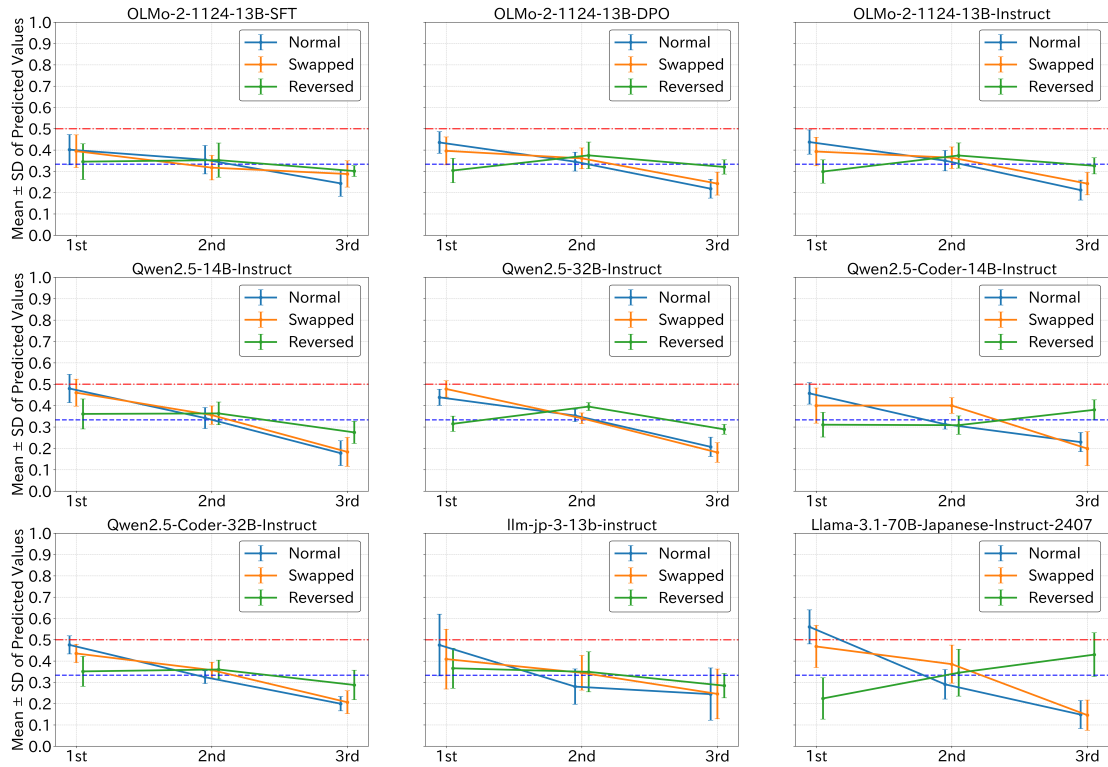 OLMo-2-1124-13B-SFT
OLMo-2-1124-13B-DPO
OLMo-2-1124-13B-Instruct
Mean ± SD of Predicted Values
1.0
0.9
0.8
0.7
0.6
0.5
0.4
0.3
0.2
0.1
0.0
Normal
Swapped
Reversed
Normal
Swapped
Reversed
Normal
Swapped
Reversed
1st 2nd 3rd
1st 2nd 3rd
1st 2nd 3rd
Qwen2.5-14B-Instruct
Qwen2.5-32B-Instruct
Qwen2.5-Coder-14B-Instruct
Mean ± SD of Predicted Values
1.0
0.9
0.8
0.7
0.6
0.5
0.4
0.3
0.2
0.1
0.0
Normal
Swapped
Reversed
Normal
Swapped
Reversed
Normal
Swapped
Reversed
1st 2nd 3rd
1st 2nd 3rd
1st 2nd 3rd
Qwen2.5-Coder-32B-Instruct
llm-jp-3-13b-instruct
Llama-3.1-70B-Japanese-Instruct-2407
Mean ± SD of Predicted Values
1.0
0.9
0.8
0.7
0.6
0.5
0.4
0.3
0.2
0.1
0.0
Normal
Swapped
Reversed
Normal
Swapped
Reversed
Normal
Swapped
Reversed
1st 2nd 3rd
1st 2nd 3rd
1st 2nd 3rd